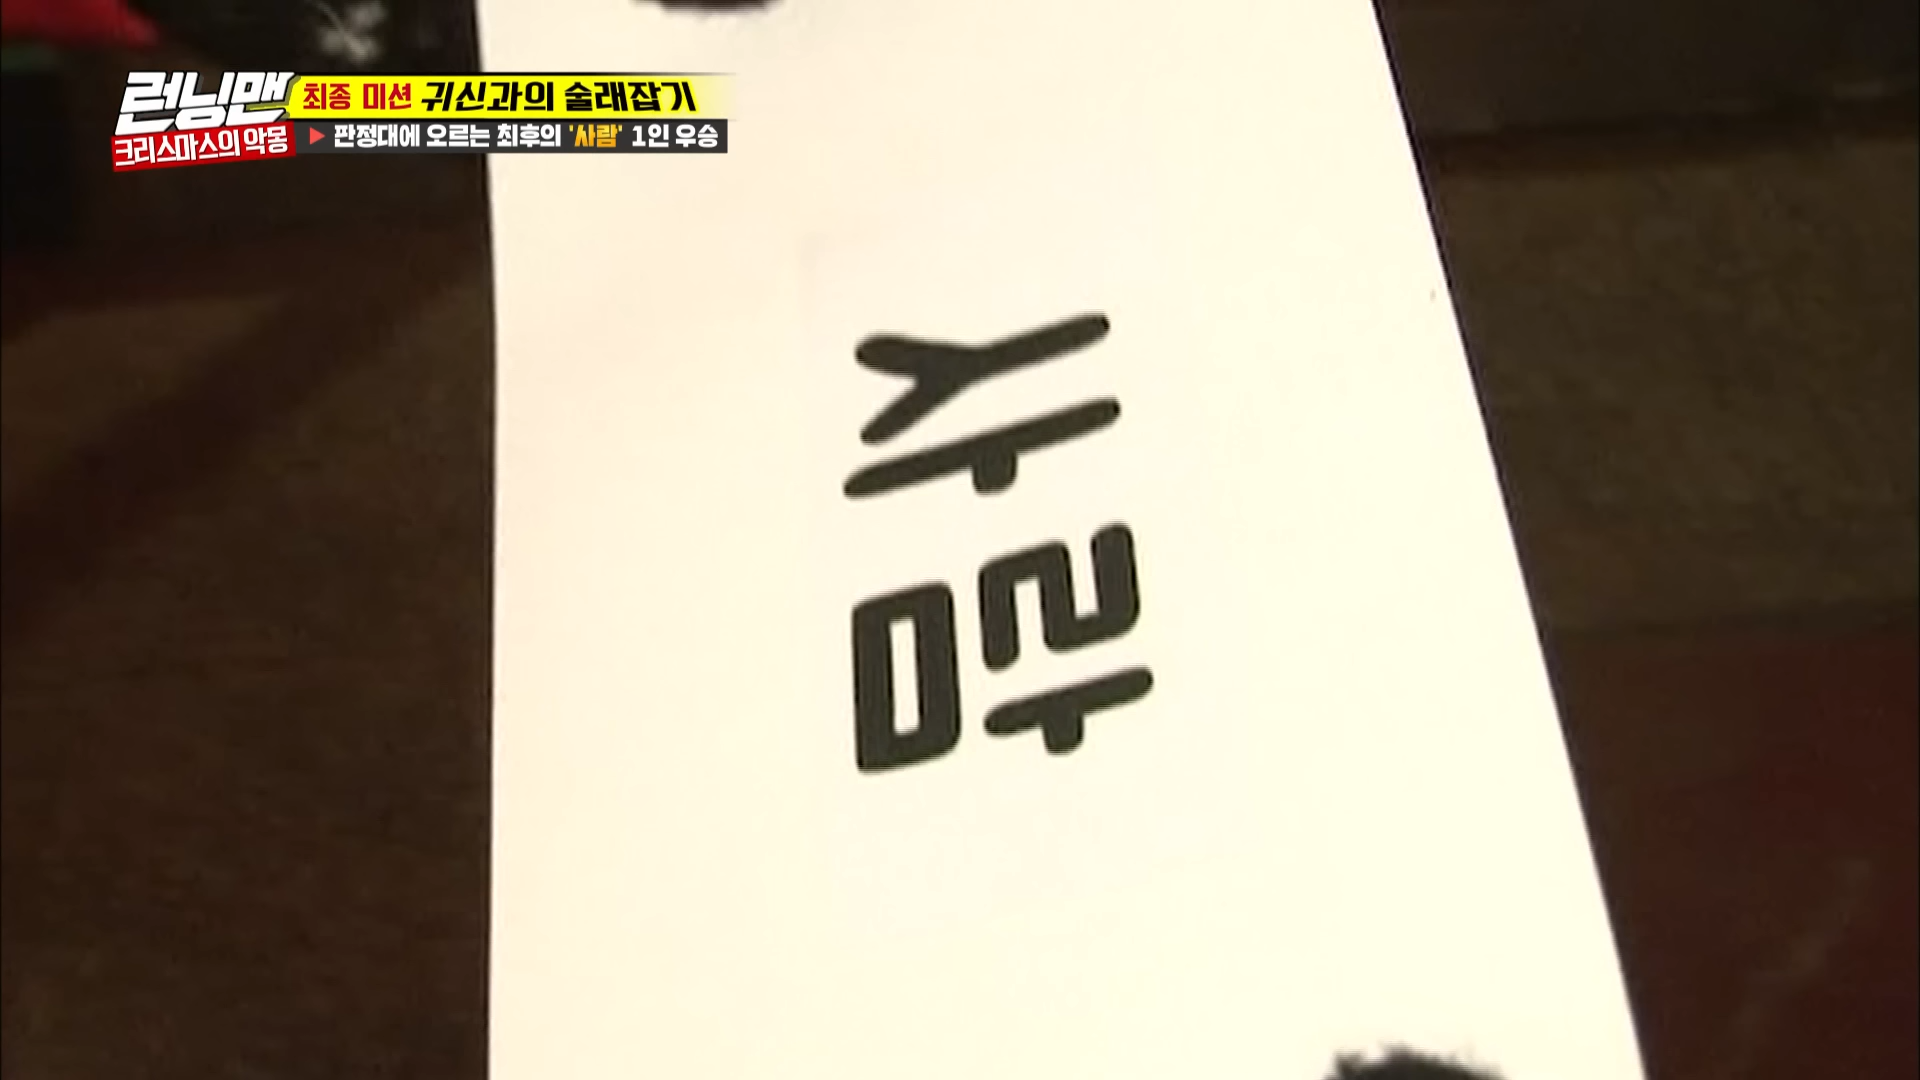 런닝맨
크리스마스의 악몽
최종 미션 귀신과의 술래잡기
▶ 판정대에 오르는 최후의 '사람' 1인 우승
사람